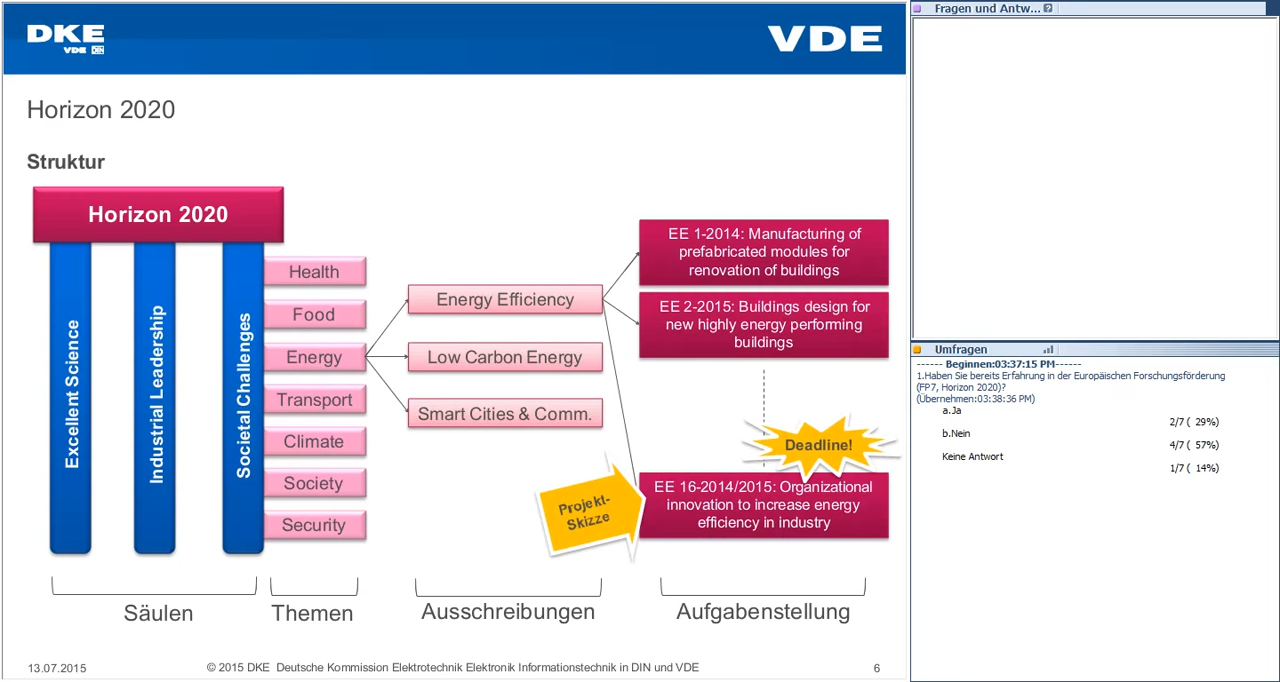 DKE
VDE DIN
VDE
Horizon 2020
Struktur
Horizon 2020
Excellent Science
Industrial Leadership
Societal Challenges
Health
Food
Energy
Transport
Climate
Society
Security
Energy Efficiency
Low Carbon Energy
Smart Cities & Comm.
EE 1-2014: Manufacturing of
prefabricated modules for
renovation of buildings
EE 2-2015: Buildings design for
new highly energy performing
buildings
Deadline!
Projekt-
Skizze
EE 16-2014/2015: Organizational
innovation to increase energy
efficiency in industry
Säulen
Themen
Ausschreibungen
Aufgabenstellung
13.07.2015
© 2015 DKE Deutsche Kommission Elektrotechnik Elektronik Informationstechnik in DIN und VDE
6
Fragen und Antw... ?
Umfragen
------ Beginnen:03:37:15 PM------
1.Haben Sie bereits Erfahrung in der Europäischen Forschungsförderung
(FP7, Horizon 2020)?
(Übernehmen:03:38:36 PM)
a.Ja
2/7 ( 29%)
b.Nein
4/7 ( 57%)
Keine Antwort
1/7 ( 14%)